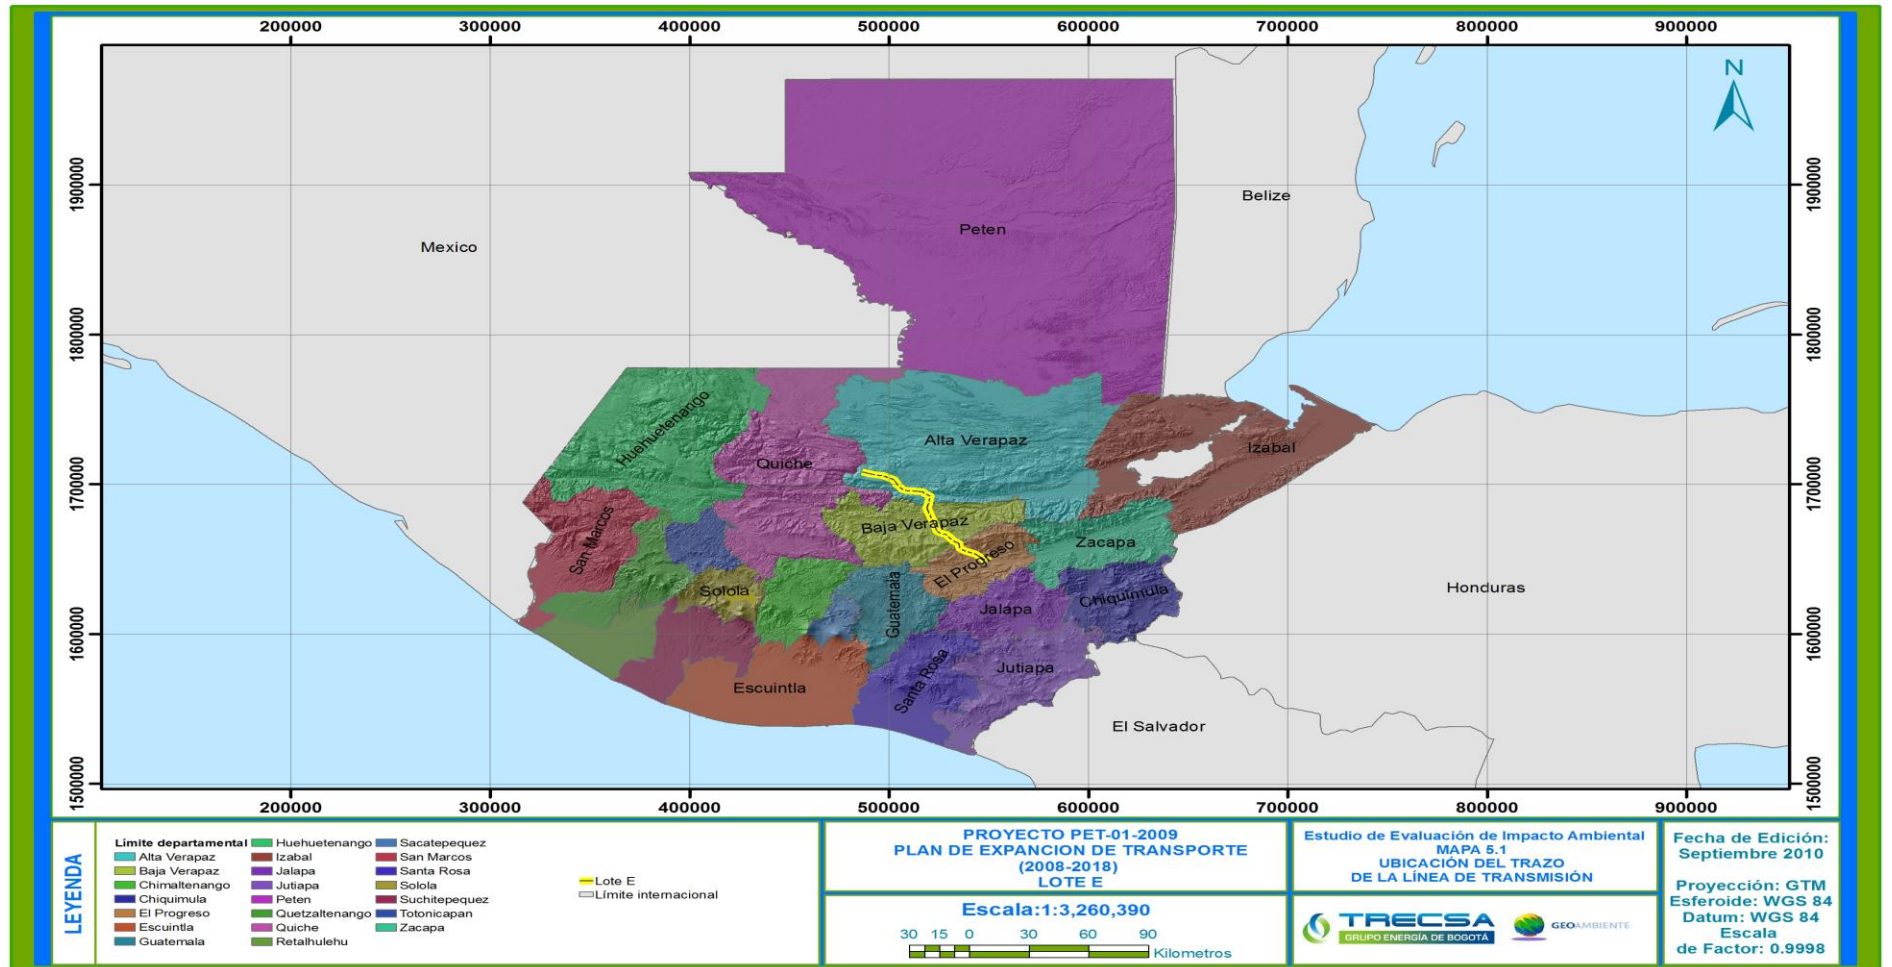 200000 300000 400000 500000 600000 700000 800000 900000
N
1900000 1900000
Belize
Peten
Mexico
1800000 1800000
Huehuetenango
Alta Verapaz
Izabal
Quiche
1700000 1700000
San Marcos
Baja Verapaz
Zacapa
El Progreso
Solola
Guatemala
Chiquimula
Honduras
Jalapa
1600000 1600000
Santa Rosa
Jutiapa
Escuintla
El Salvador
1500000 1500000
200000 300000 400000 500000 600000 700000 800000 900000
LEYENDA
Límite departamental
Alta Verapaz
Baja Verapaz
Chimaltenango
Chiquimula
El Progreso
Escuintla
Guatemala
Huehuetenango
Izabal
Jalapa
Jutiapa
Peten
Quetzaltenango
Quiche
Retalhulehu
Sacatepequez
San Marcos
Santa Rosa
Solola
Suchitepequez
Totonicapan
Zacapa
Lote E
Límite internacional
PROYECTO PET-01-2009
PLAN DE EXPANCION DE TRANSPORTE
(2008-2018)
LOTE E
Escala:1:3,260,390
30 15 0 30 60 90
Kilometros
Estudio de Evaluación de Impacto Ambiental
MAPA 5.1
UBICACIÓN DEL TRAZO
DE LA LÍNEA DE TRANSMISIÓN
TRECSA
GRUPO ENERGÍA DE BOGOTÁ
GEOAMBIENTE
Fecha de Edición:
Septiembre 2010
Proyección: GTM
Esferoide: WGS 84
Datum: WGS 84
Escala
de Factor: 0.9998